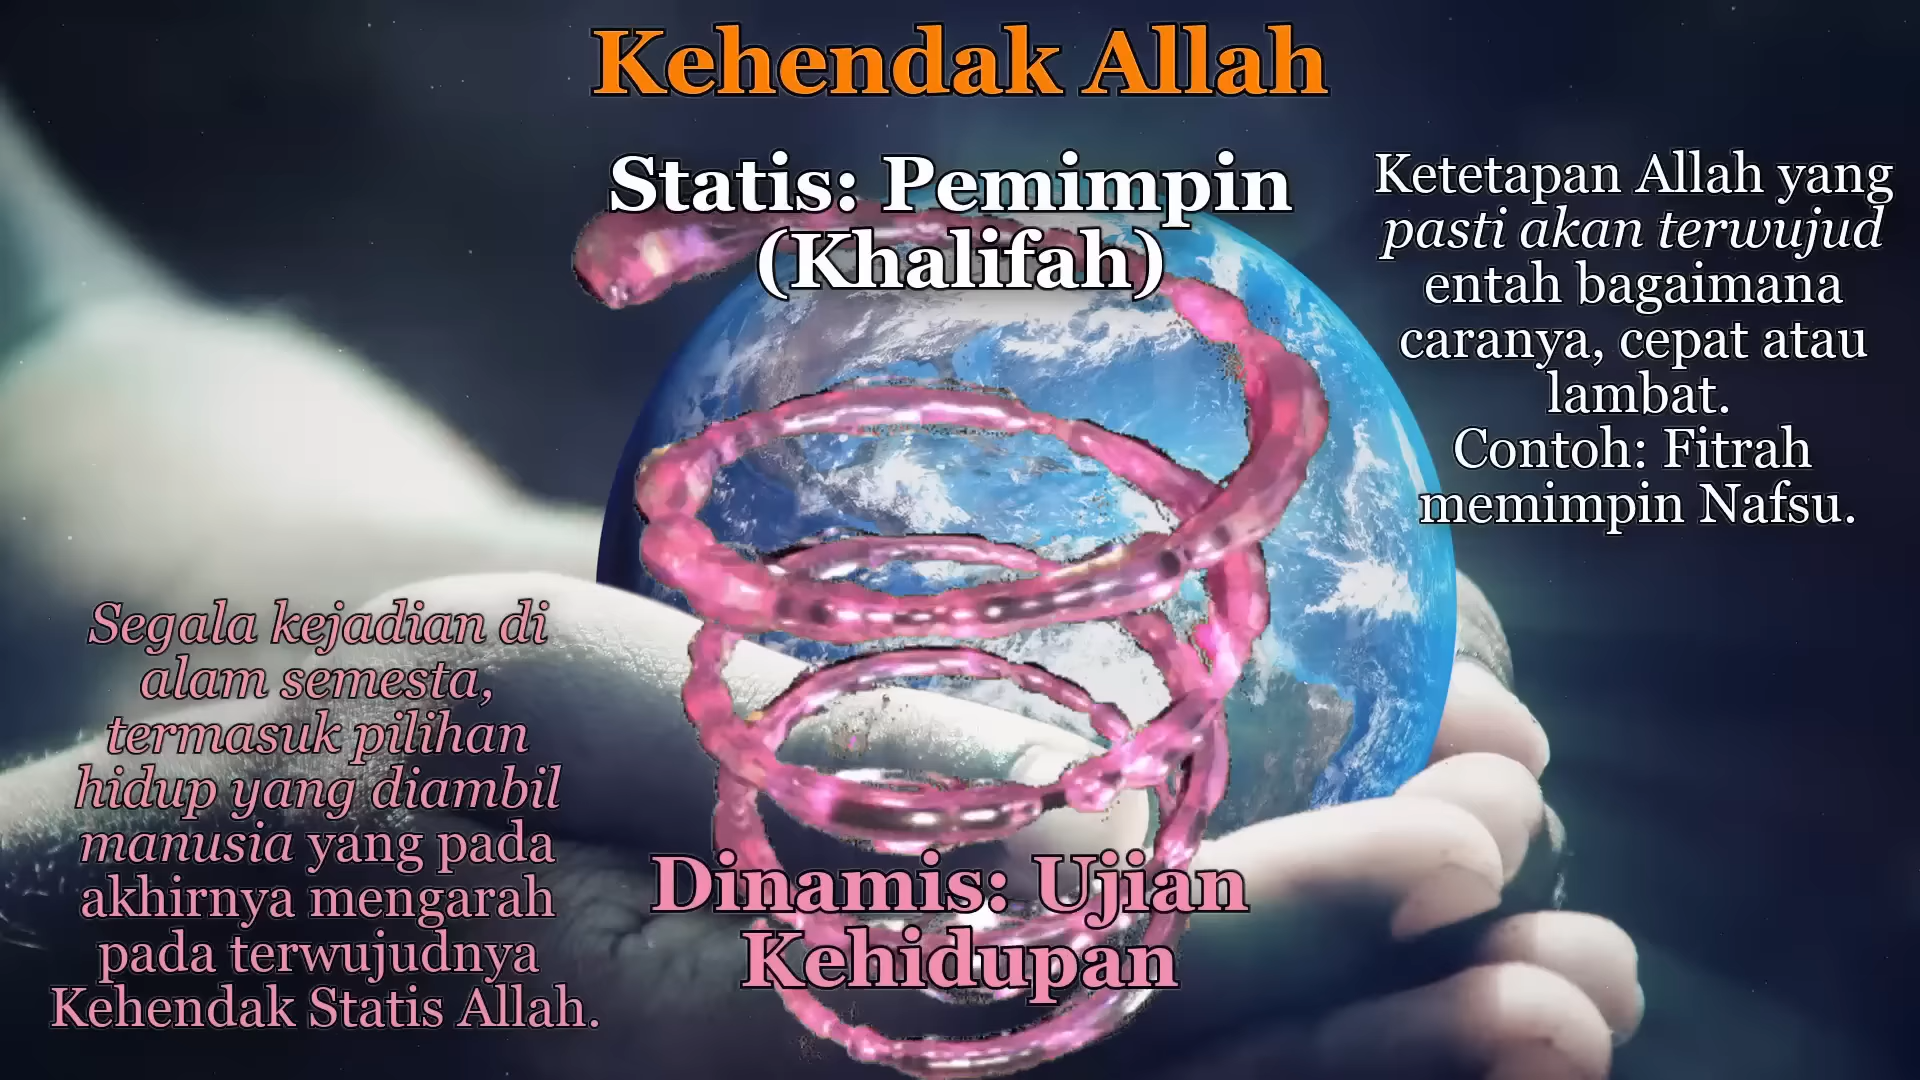 Kehendak Allah
Statis: Pemimpin
(Khalifah)
Ketetapan Allah yang
pasti akan terwujud
entah bagaimana
caranya, cepat atau
lambat.
Contoh: Fitrah
memimpin Nafsu.
Segala kejadian di
alam semesta,
termasuk pilihan
hidup yang diambil
manusia yang pada
akhirnya mengarah
pada terwujudnya
Kehendak Statis Allah.
Dinamis: Ujian
Kehidupan